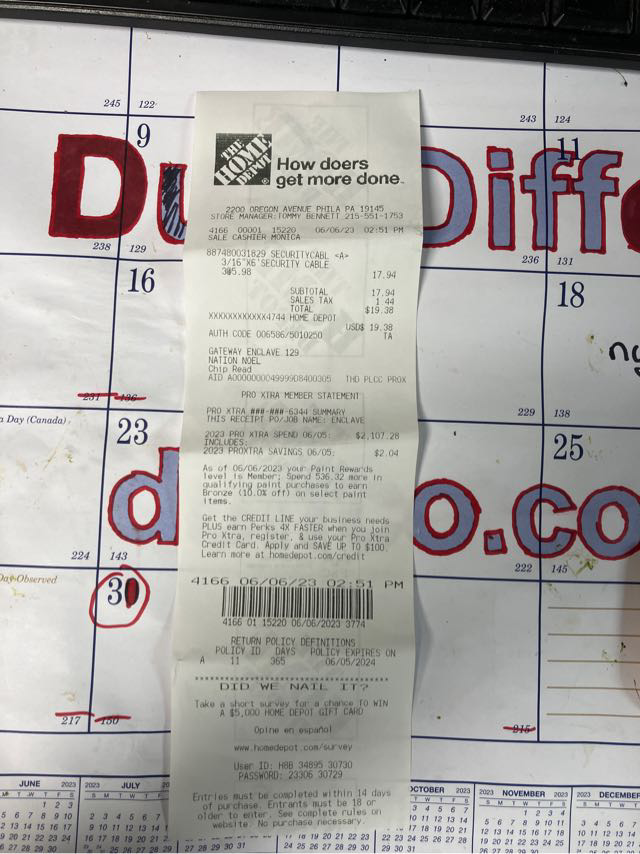 245
122
243
124
9
11
Du
Diff
238
129
236
131
THE HOME DEPOT
How doers
get more done.
2200 OREGON AVENUE PHILA PA 19145
STORE MANAGER:TOMMY BENNETT 215-551-1753
4166 00001 15220 06/06/23 02:51 PM
SALE CASHIER MONICA
887480031829 SECURITYCABL <A>
3/16"X6'SECURITY CABLE
3@5.98 17.94
SUBTOTAL 17.94
SALES TAX 1.44
TOTAL $19.38
XXXXXXXXXXXX4744 HOME DEPOT
USD$ 19.38
AUTH CODE 006586/5010250 TA
GATEWAY ENCLAVE 129
NATION NOEL
Chip Read
AID A0000000049999D8400305 THD PLCC PROX
PRO XTRA MEMBER STATEMENT
PRO XTRA ###-###-6344 SUMMARY
THIS RECEIPT PO/JOB NAME: ENCLAVE
2023 PRO XTRA SPEND 06/05: $2,107.28
INCLUDES:
2023 PROXTRA SAVINGS 06/05: $2.04
As of 06/06/2023 your Paint Rewards
level is Member; Spend 536.32 more in
qualifying paint purchases to earn
Bronze (10.0% off) on select paint
items.
Get the CREDIT LINE your business needs
PLUS earn Perks 4X FASTER when you join
Pro Xtra, register, & use your Pro Xtra
Credit Card. Apply and SAVE UP TO $100.
Learn more at homedepot.com/credit
4166 06/06/23 02:51 PM
4166 01 15220 06/06/2023 3774
RETURN POLICY DEFINITIONS
POLICY ID DAYS POLICY EXPIRES ON
A 11 365 06/05/2024
DID WE NAIL IT?
Take a short survey for a chance TO WIN
A $5,000 HOME DEPOT GIFT CARD
Opine en español
www.homedepot.com/survey
User ID: H8B 34895 30730
PASSWORD: 23306 30729
Entries must be completed within 14 days
of purchase. Entrants must be 18 or
older to enter. See complete rules on
website. No purchase necessary.
16
18
231
136
229
138
a Day (Canada)
23
25
d
o.co
224
143
222
145
Day Observed
30
217
150
215
JUNE 2023
JULY
OCTOBER 2023
2023 NOVEMBER 2023
2023 DECEMBER